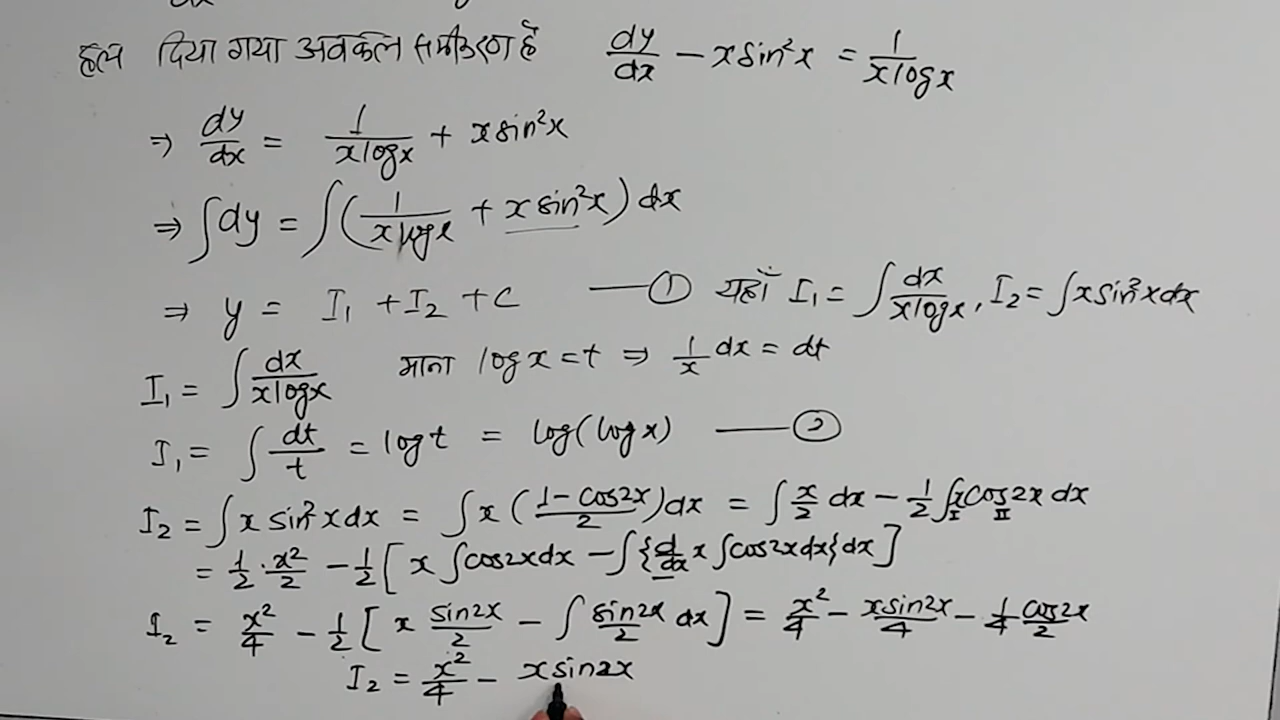 हल दिया गया अवकल समीकरण है dy/dx - x sin²x = 1/(x log x)
⇒ dy/dx = 1/(x log x) + x sin²x
⇒ ∫dy = ∫(1/(x log x) + x sin²x) dx
⇒ y = I₁ + I₂ + C —— ① यहाँ I₁ = ∫dx/(x log x), I₂ = ∫x sin²x dx
I₁ = ∫dx/(x log x) माना log x = t ⇒ 1/x dx = dt
I₁ = ∫dt/t = log t = log(log x) —— ②
I₂ = ∫x sin²x dx = ∫x ((1-cos2x)/2) dx = ∫x/2 dx - 1/2 ∫x cos2x dx I II
= 1/2 · x²/2 - 1/2 [x ∫cos2x dx - ∫{d/dx x ∫cos2x dx} dx]
I₂ = x²/4 - 1/2 [x sin2x/2 - ∫sin2x/2 dx] = x²/4 - x sin2x/4 - 1/4 cos2x/2
I₂ = x²/4 - x sin2x